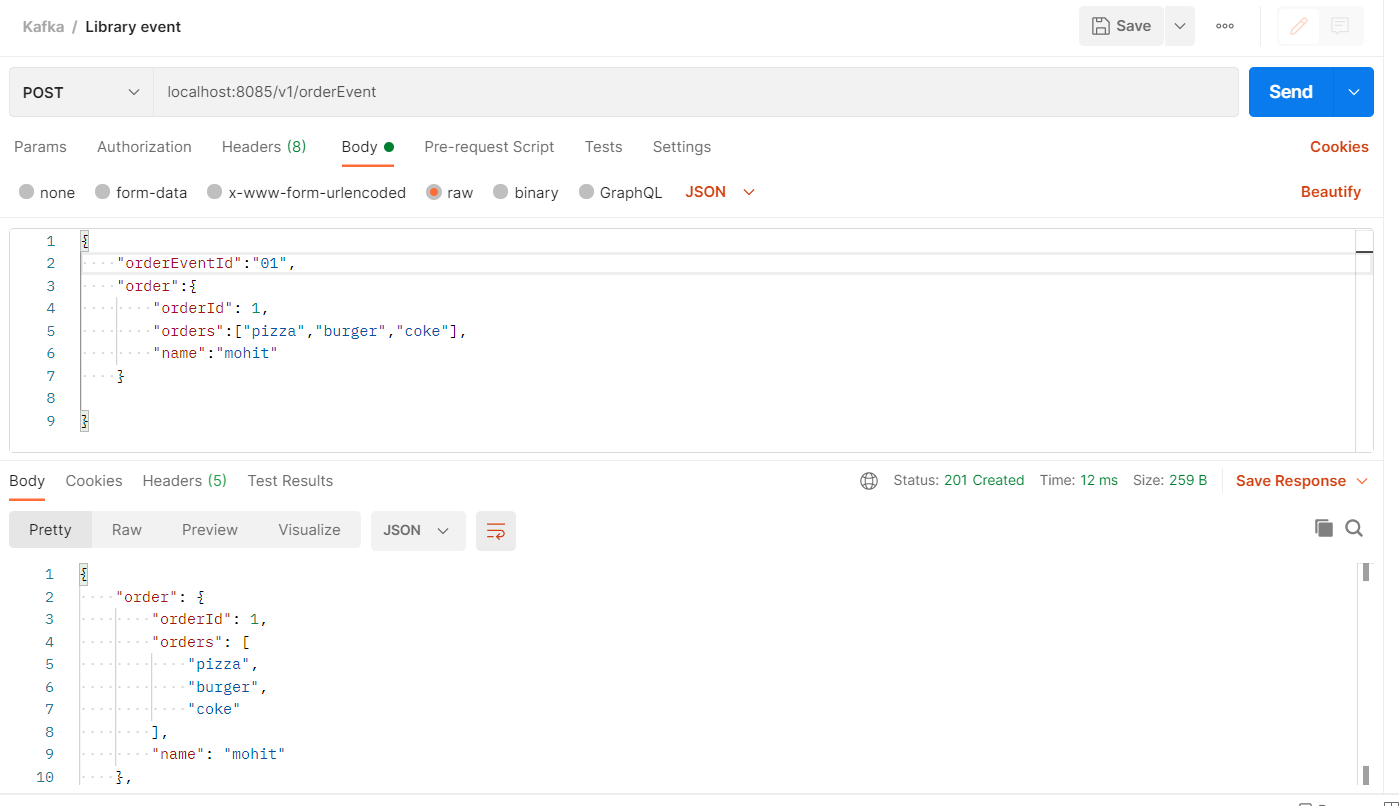 Kafka / Library event Save
POST localhost:8085/v1/orderEvent Send
Params Authorization Headers (8) Body Pre-request Script Tests Settings Cookies
none form-data x-www-form-urlencoded raw binary GraphQL JSON Beautify
1 {
2 "orderEventId":"01",
3 "order":{
4 "orderId": 1,
5 "orders":["pizza","burger","coke"],
6 "name":"mohit"
7 }
8
9 }
Body Cookies Headers (5) Test Results Status: 201 Created Time: 12 ms Size: 259 B Save Response
Pretty Raw Preview Visualize JSON
1 {
2 "order": {
3 "orderId": 1,
4 "orders": [
5 "pizza",
6 "burger",
7 "coke"
8 ],
9 "name": "mohit"
10 },